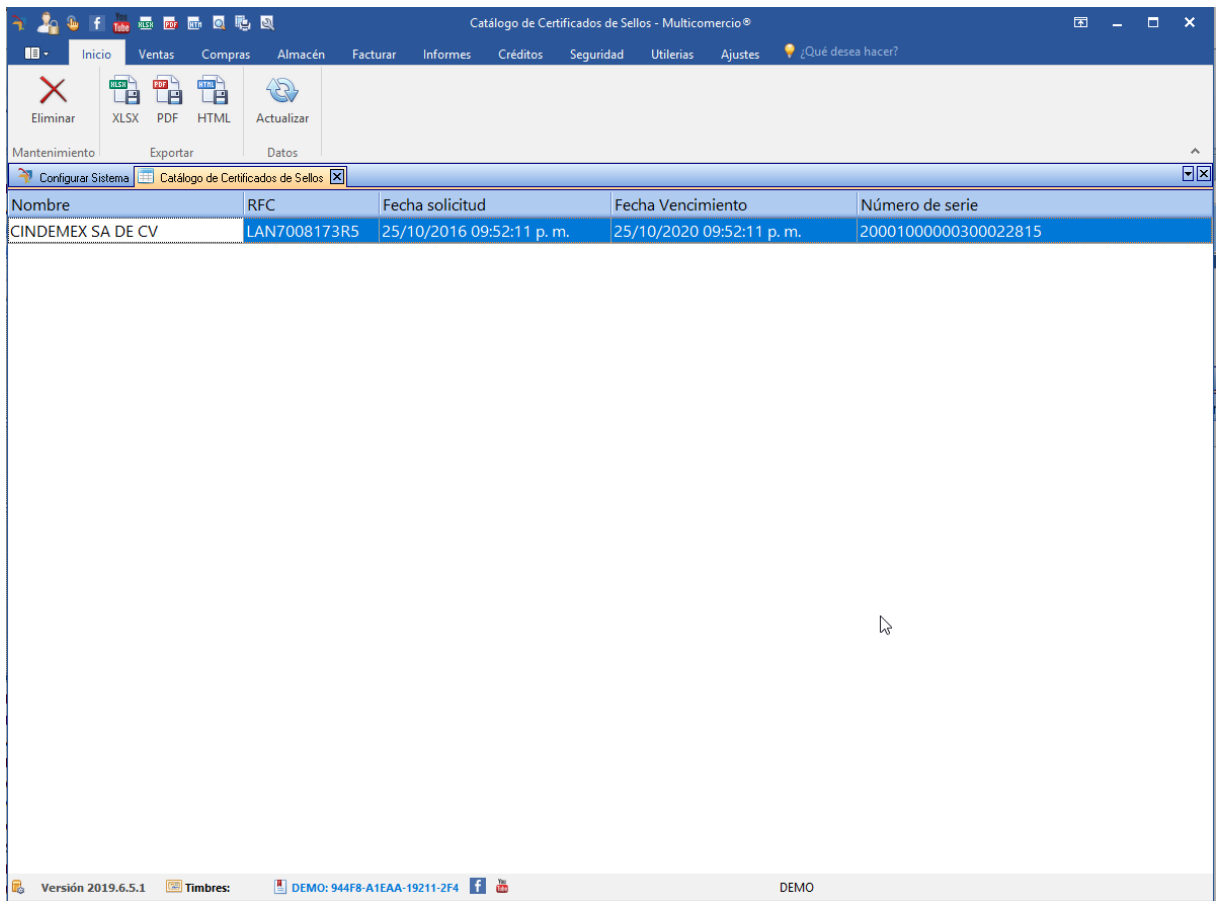 Catálogo de Certificados de Sellos - Multicomercio®
Inicio Ventas Compras Almacén Facturar Informes Créditos Seguridad Utilerias Ajustes ¿Qué desea hacer?
XLSX PDF HTML
Eliminar XLSX PDF HTML Actualizar
Mantenimiento Exportar Datos
Configurar Sistema Catálogo de Certificados de Sellos
Nombre RFC Fecha solicitud Fecha Vencimiento Número de serie
CINDEMEX SA DE CV LAN7008173R5 25/10/2016 09:52:11 p. m. 25/10/2020 09:52:11 p. m. 20001000000300022815
Versión 2019.6.5.1 Timbres: DEMO: 944F8-A1EAA-19211-2F4 DEMO